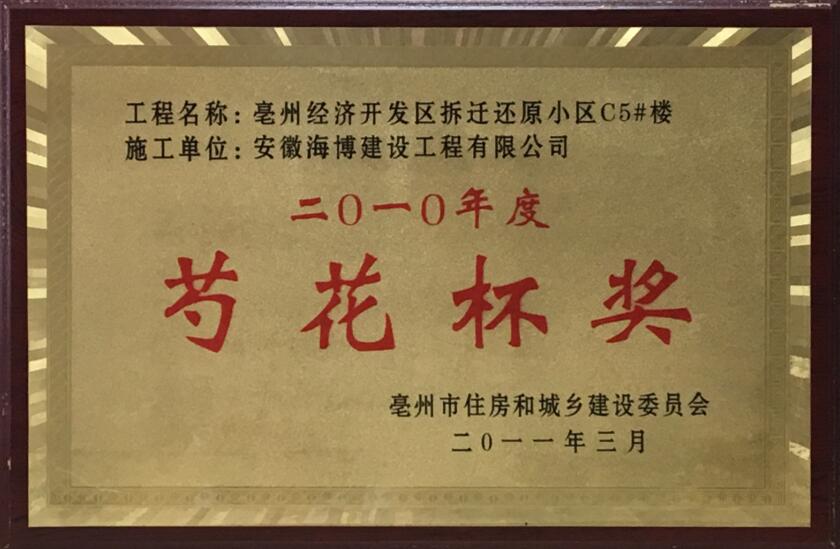 工程名称：亳州经济开发区拆迁还原小区C5#楼
施工单位：安徽海博建设工程有限公司
二0一0年度
芍花杯奖
亳州市住房和城乡建设委员会
二0一一年三月